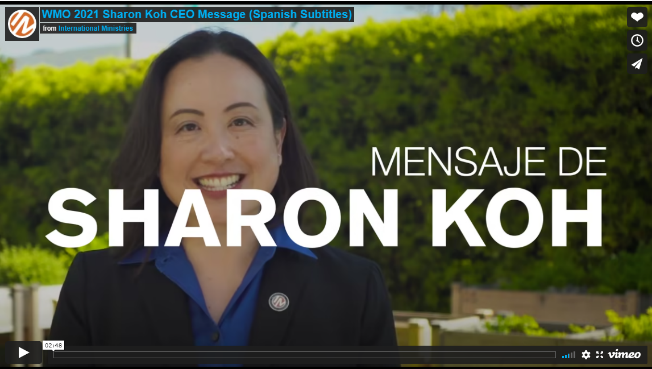 WMO 2021 Sharon Koh CEO Message (Spanish Subtitles)
from International Ministries
MENSAJE DE
SHARON KOH
02:48
vimeo